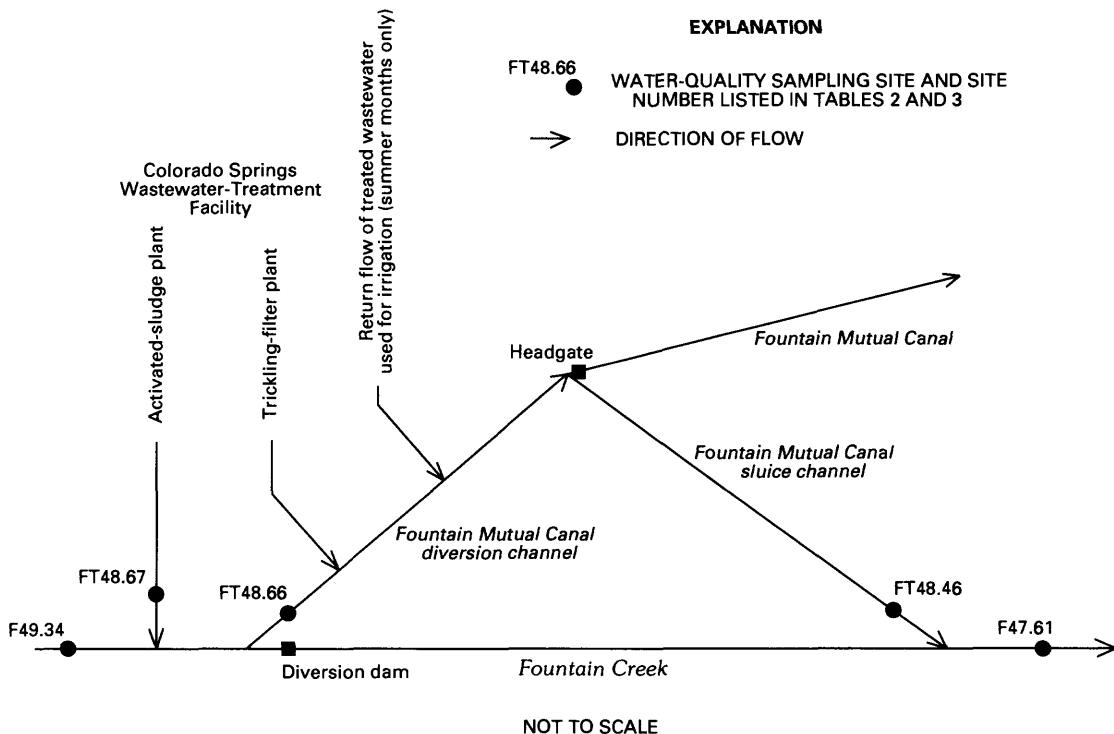 EXPLANATION
FT48.66
WATER-QUALITY SAMPLING SITE AND SITE
NUMBER LISTED IN TABLES 2 AND 3
DIRECTION OF FLOW
Colorado Springs
Wastewater-Treatment
Facility
Activated-sludge plant
Trickling-filter plant
Return flow of treated wastewater
used for irrigation (summer months only)
Headgate
Fountain Mutual Canal
Fountain Mutual Canal
sluice channel
Fountain Mutual Canal
diversion channel
FT48.67
FT48.66
FT48.46
F49.34
F47.61
Diversion dam
Fountain Creek
NOT TO SCALE